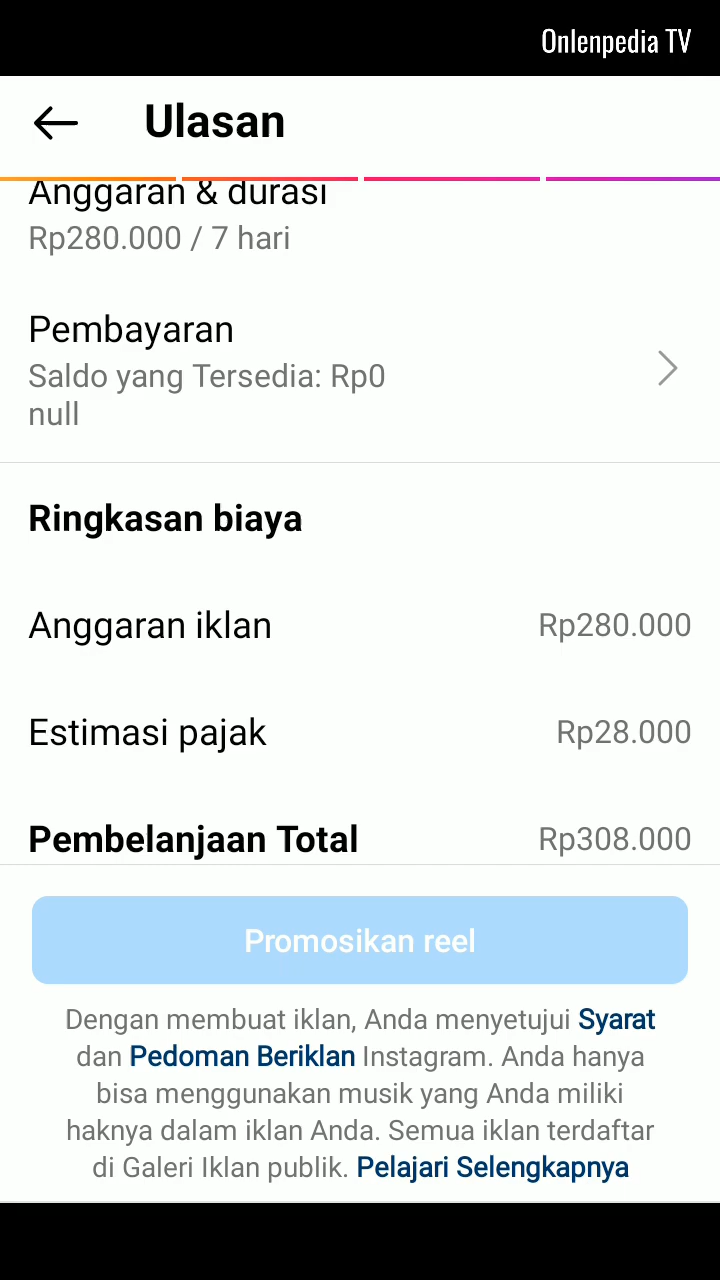 Onlenpedia TV
Ulasan
Anggaran & durasi
Rp280.000 / 7 hari
Pembayaran
Saldo yang Tersedia: Rp0
null
Ringkasan biaya
Anggaran iklan Rp280.000
Estimasi pajak Rp28.000
Pembelanjaan Total Rp308.000
Promosikan reel
Dengan membuat iklan, Anda menyetujui Syarat
dan Pedoman Beriklan Instagram. Anda hanya
bisa menggunakan musik yang Anda miliki
haknya dalam iklan Anda. Semua iklan terdaftar
di Galeri Iklan publik. Pelajari Selengkapnya